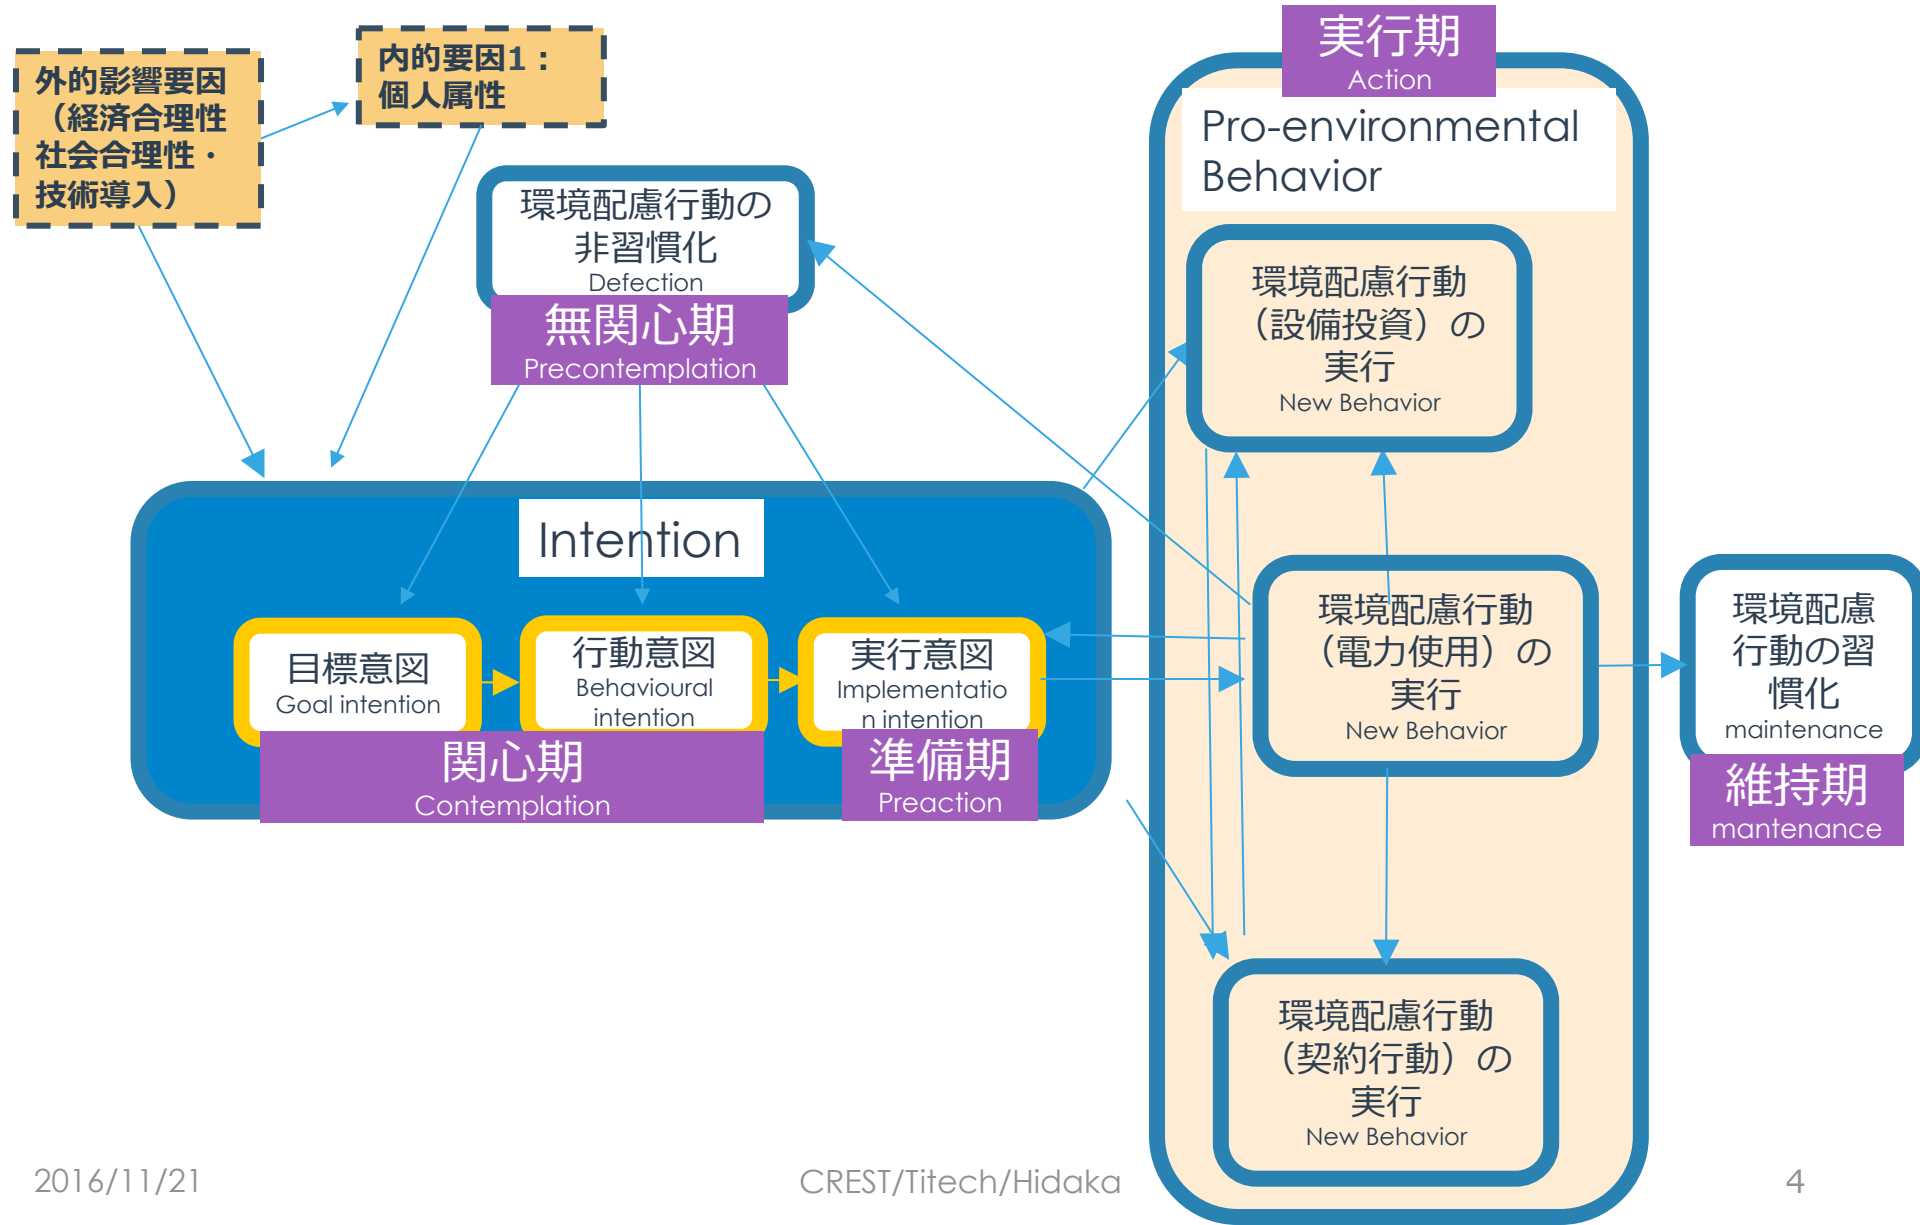 外的影響要因
（経済合理性
社会合理性・
技術導入）
内的要因1：
個人属性
環境配慮行動の
非習慣化
Defection
無関心期
Precontemplation
Intention
目標意図
Goal intention
行動意図
Behavioural
intention
実行意図
Implementatio
n intention
関心期
Contemplation
準備期
Preaction
実行期
Action
Pro-environmental
Behavior
環境配慮行動
（設備投資）の
実行
New Behavior
環境配慮行動
（電力使用）の
実行
New Behavior
環境配慮行動
（契約行動）の
実行
New Behavior
環境配慮
行動の習
慣化
maintenance
維持期
mantenance
2016/11/21
CREST/Titech/Hidaka
4